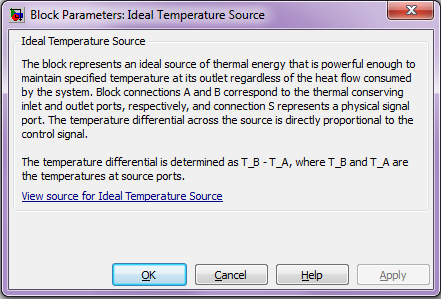 Block Parameters: Ideal Temperature Source
Ideal Temperature Source
The block represents an ideal source of thermal energy that is powerful enough to
maintain specified temperature at its outlet regardless of the heat flow consumed
by the system. Block connections A and B correspond to the thermal conserving
inlet and outlet ports, respectively, and connection S represents a physical signal
port. The temperature differential across the source is directly proportional to the
control signal.
The temperature differential is determined as T_B - T_A, where T_B and T_A are
the temperatures at source ports.
View source for Ideal Temperature Source
OK Cancel Help Apply